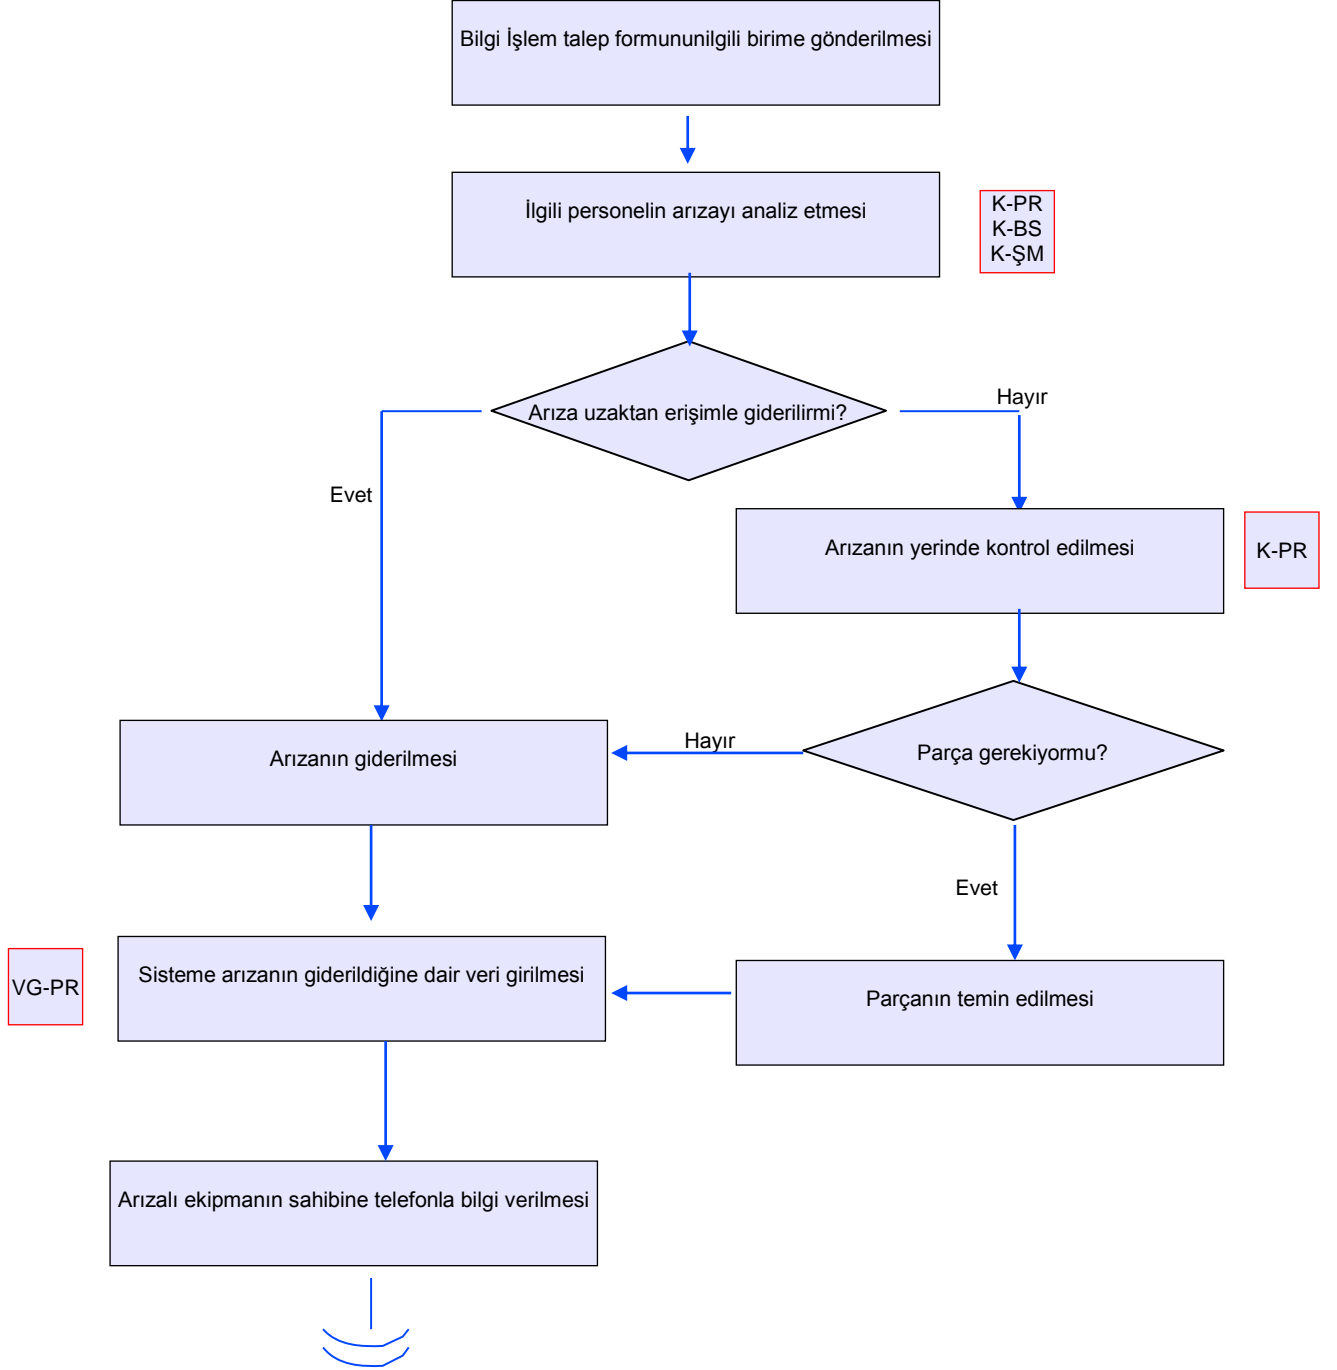 Bilgi İşlem talep formununilgili birime gönderilmesi
İlgili personelin arızayı analiz etmesi
K-PR
K-BS
K-ŞM
Arıza uzaktan erişimle giderilirmi?
Hayır
Evet
Arızanın yerinde kontrol edilmesi
K-PR
Arızanın giderilmesi
Hayır
Parça gerekiyormu?
Evet
VG-PR
Sisteme arızanın giderildiğine dair veri girilmesi
Parçanın temin edilmesi
Arızalı ekipmanın sahibine telefonla bilgi verilmesi